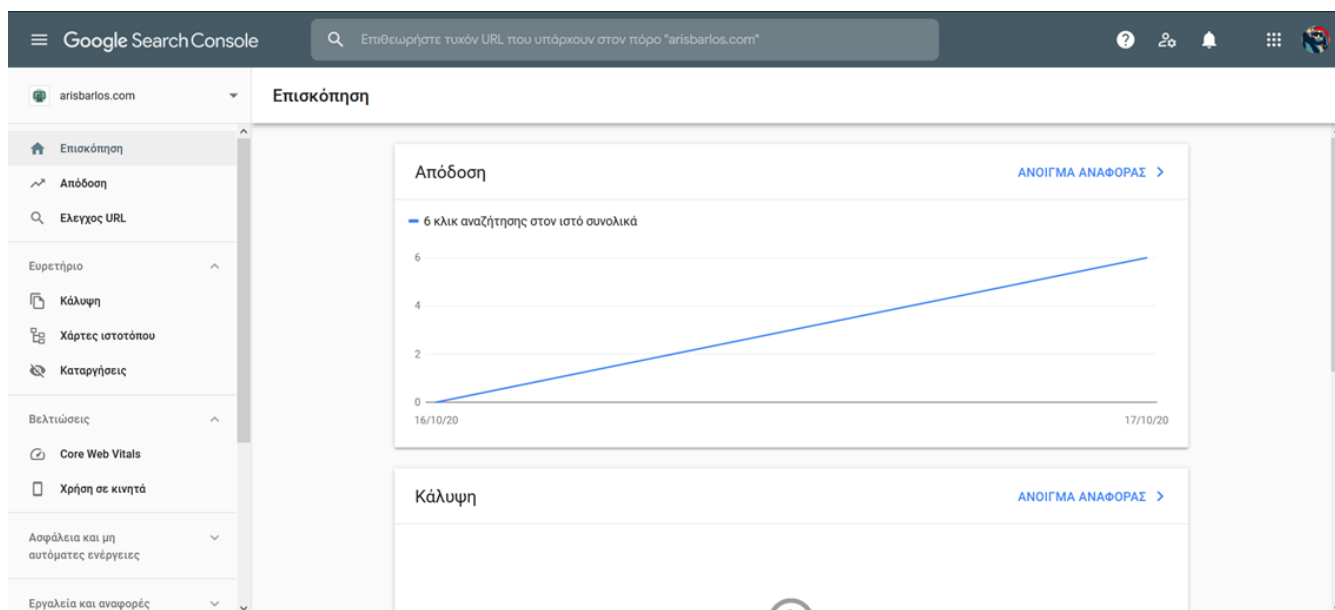 Google Search Console
Επιθεωρήστε τυχόν URL που υπάρχουν στον πόρο "arisbarlos.com"
arisbarlos.com
Επισκόπηση
Επισκόπηση
Απόδοση
Ελεγχος URL
Ευρετήριο
Κάλυψη
Χάρτες ιστοτόπου
Καταργήσεις
Βελτιώσεις
Core Web Vitals
Χρήση σε κινητά
Ασφάλεια και μη
αυτόματες ενέργειες
Εργαλεία και αναφορές
Απόδοση
ΑΝΟΙΓΜΑ ΑΝΑΦΟΡΑΣ
6 κλικ αναζήτησης στον ιστό συνολικά
6
4
2
0
16/10/20
17/10/20
Κάλυψη
ΑΝΟΙΓΜΑ ΑΝΑΦΟΡΑΣ